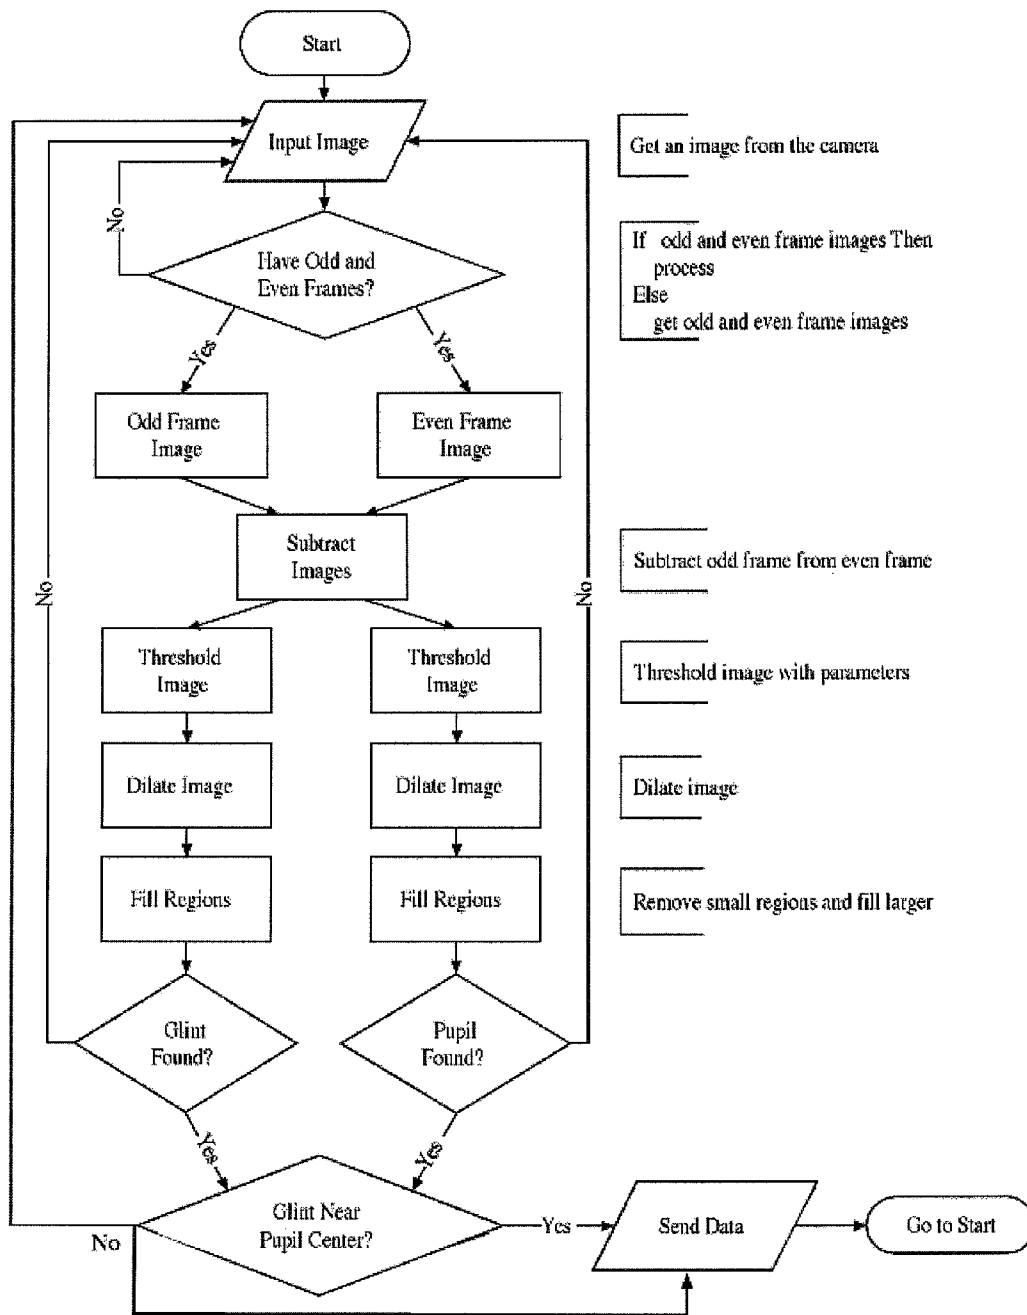 Start
Input Image
Get an image from the camera
No
Have Odd and
Even Frames?
If odd and even frame images Then
process
Else
get odd and even frame images
Yes
Yes
Odd Frame
Image
Even Frame
Image
Subtract
Images
Subtract odd frame from even frame
No
No
Threshold
Image
Threshold
Image
Threshold image with parameters
Dilate Image
Dilate Image
Dilate image
Fill Regions
Fill Regions
Remove small regions and fill larger
Glint
Found?
Pupil
Found?
Yes
Yes
Glint Near
Pupil Center?
No
Yes
Send Data
Go to Start